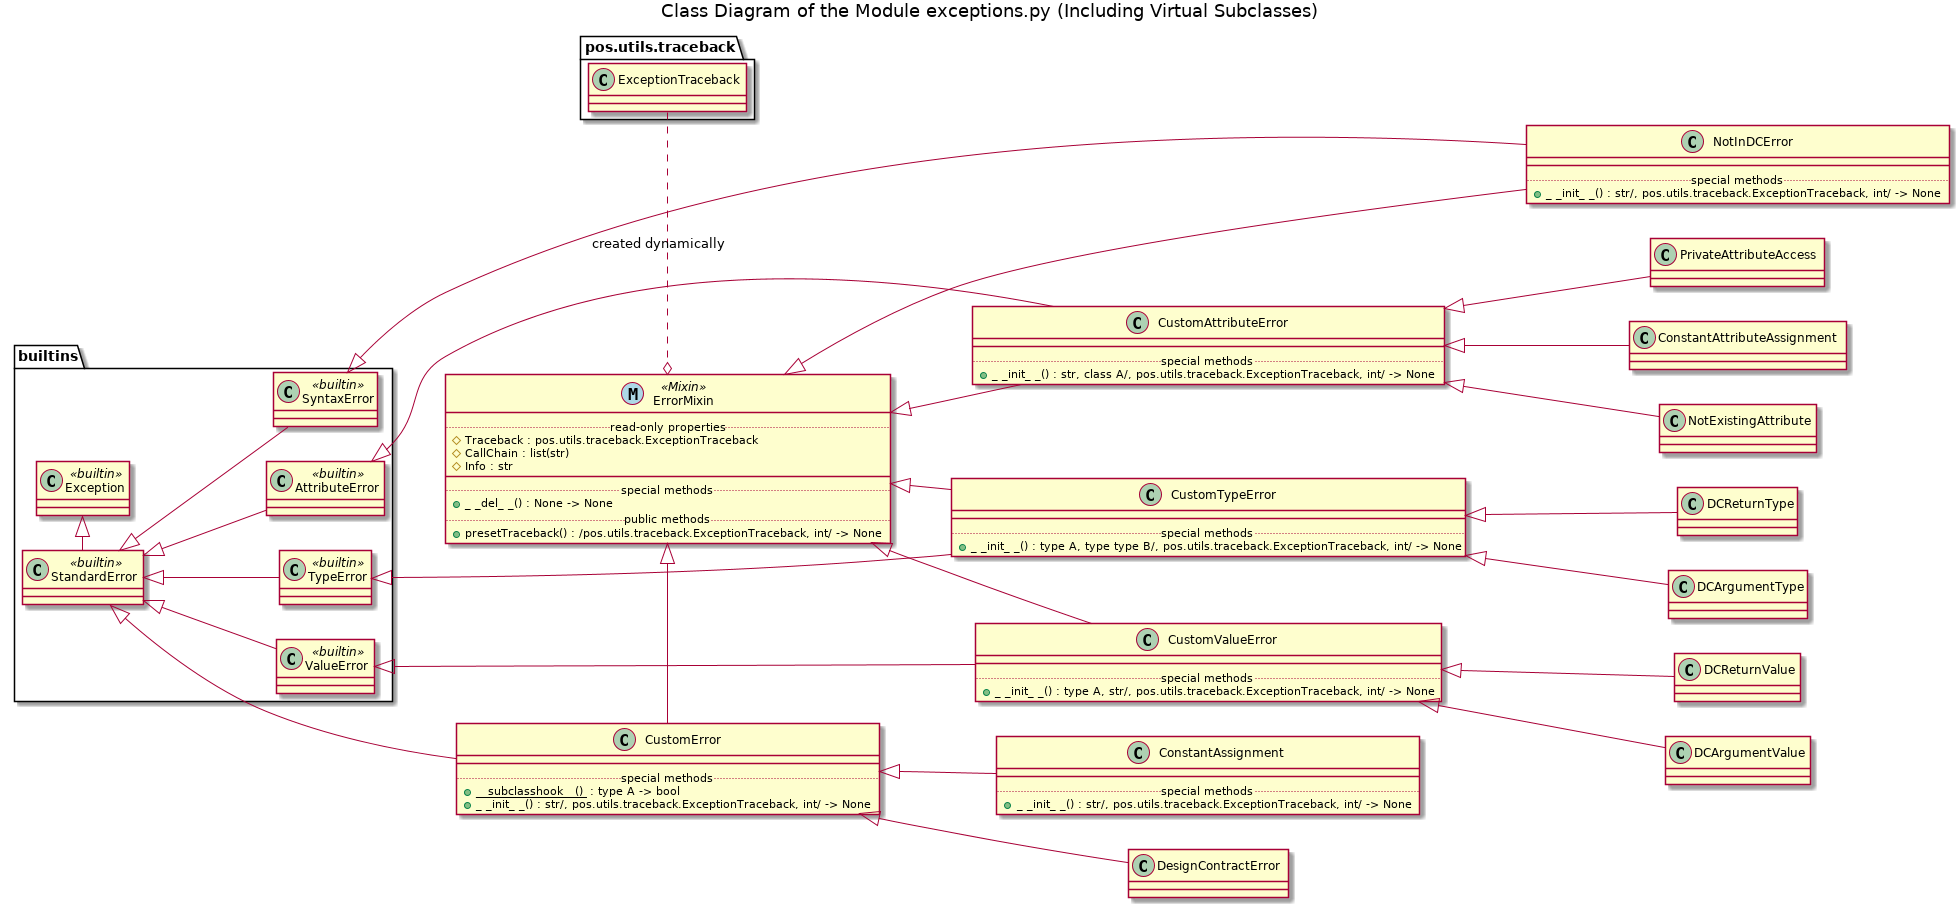 Class Diagram of the Module exceptions.py (Including Virtual Subclasses)
pos.utils.traceback
C ExceptionTraceback
created dynamically
builtins
«builtin»
C SyntaxError
«builtin»
C Exception
«builtin»
C AttributeError
«builtin»
C StandardError
«builtin»
C TypeError
«builtin»
C ValueError
«Mixin»
M ErrorMixin
read-only properties
Traceback : pos.utils.traceback.ExceptionTraceback
CallChain : list(str)
Info : str
special methods
_ _del_ _() : None -> None
public methods
presetTraceback() : /pos.utils.traceback.ExceptionTraceback, int/ -> None
C CustomError
special methods
__subclasshook__() : type A -> bool
_ _init_ _() : str/, pos.utils.traceback.ExceptionTraceback, int/ -> None
C CustomAttributeError
special methods
_ _init_ _() : str, class A/, pos.utils.traceback.ExceptionTraceback, int/ -> None
C CustomTypeError
special methods
_ _init_ _() : type A, type type B/, pos.utils.traceback.ExceptionTraceback, int/ -> None
C CustomValueError
special methods
_ _init_ _() : type A, str/, pos.utils.traceback.ExceptionTraceback, int/ -> None
C ConstantAssignment
special methods
_ _init_ _() : str/, pos.utils.traceback.ExceptionTraceback, int/ -> None
C DesignContractError
C NotInDCError
special methods
_ _init_ _() : str/, pos.utils.traceback.ExceptionTraceback, int/ -> None
C PrivateAttributeAccess
C ConstantAttributeAssignment
C NotExistingAttribute
C DCReturnType
C DCArgumentType
C DCReturnValue
C DCArgumentValue